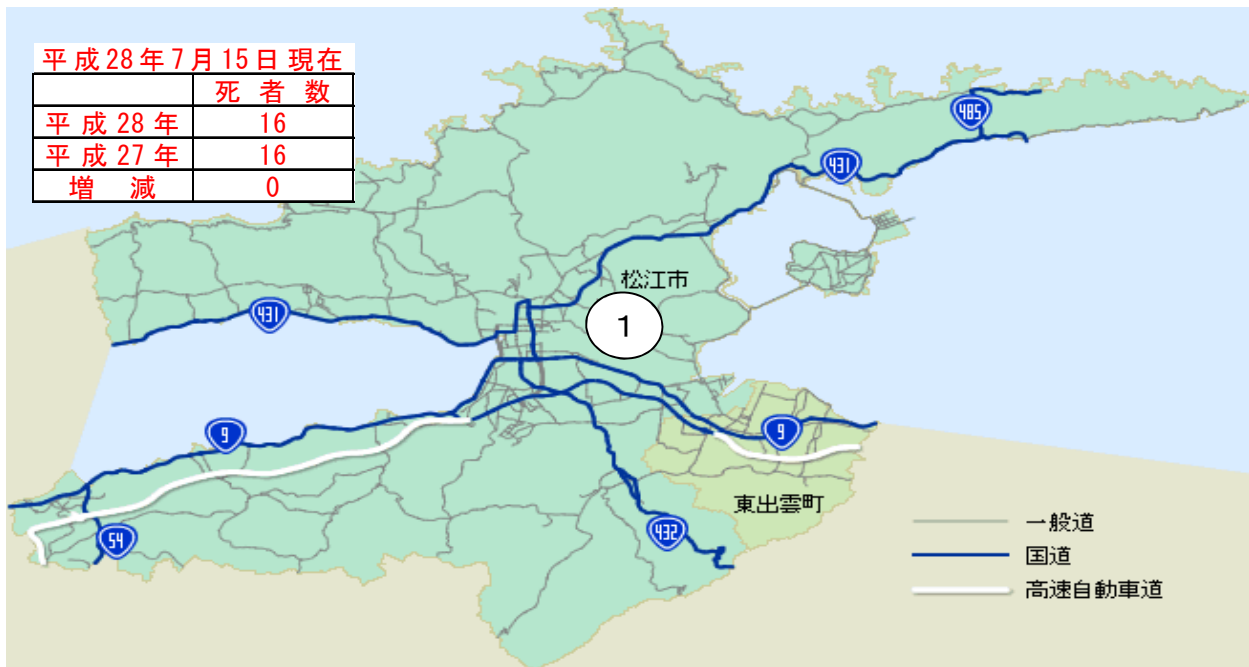 平成28年7月15日 現在
死者数
平成28年 16
平成27年 16
増減 0
485
431
松江市
431
1
9
9
東出雲町
432
54
一般道
国道
高速自動車道